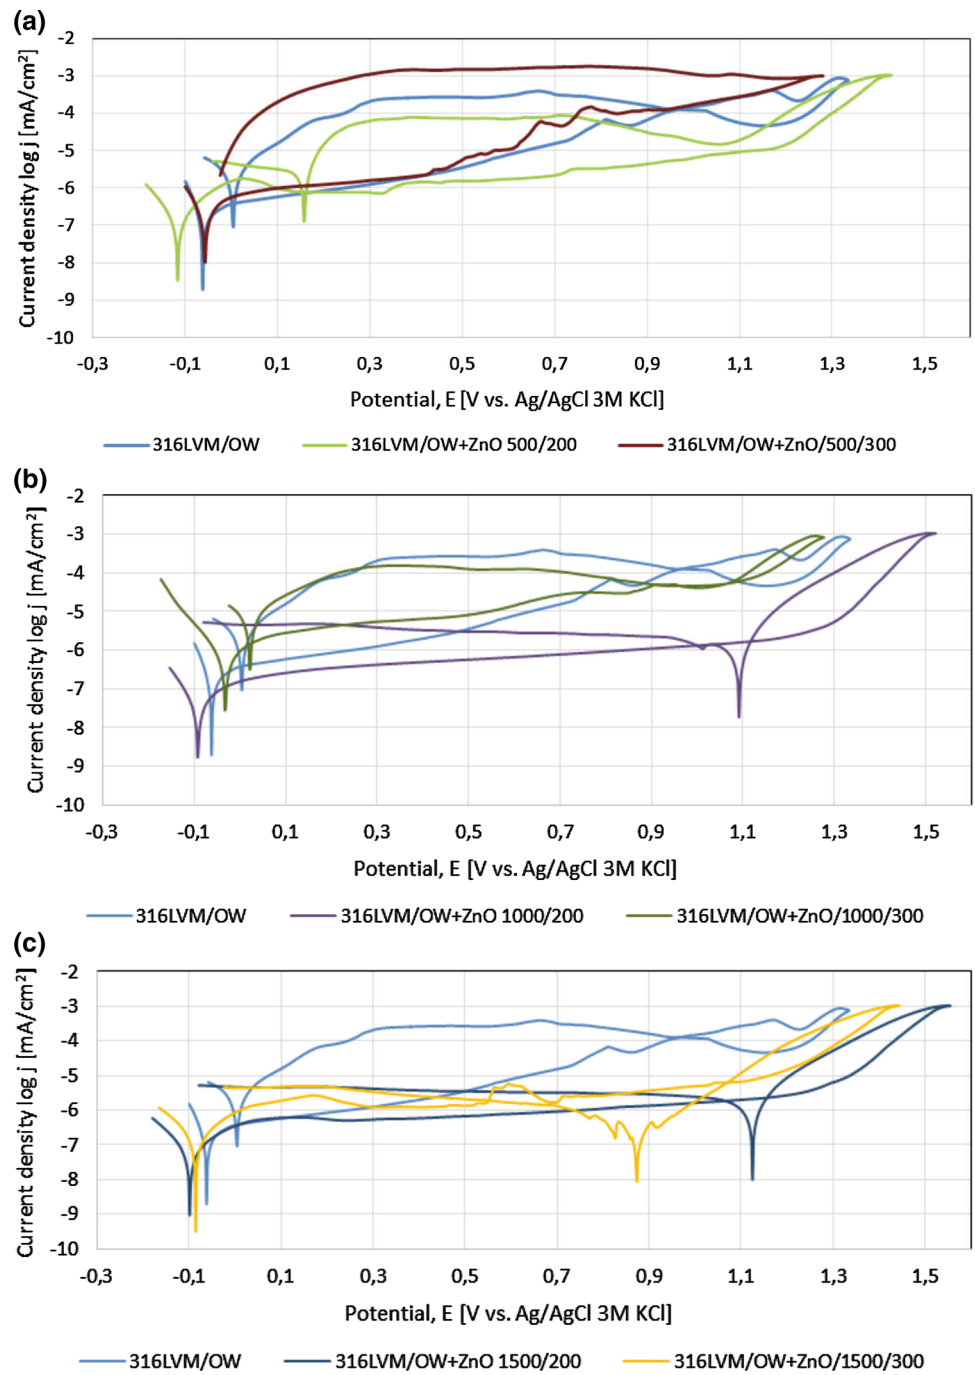 (a)
Current density log j [mA/cm²]
-2
-3
-4
-5
-6
-7
-8
-9
-10
-0,3 -0,1 0,1 0,3 0,5 0,7 0,9 1,1 1,3 1,5
Potential, E [V vs. Ag/AgCl 3M KCl]
316LVM/OW 316LVM/OW+ZnO 500/200 316LVM/OW+ZnO/500/300
(b)
Current density log j [mA/cm²]
-2
-3
-4
-5
-6
-7
-8
-9
-10
-0,3 -0,1 0,1 0,3 0,5 0,7 0,9 1,1 1,3 1,5
Potential, E [V vs. Ag/AgCl 3M KCl]
316LVM/OW 316LVM/OW+ZnO 1000/200 316LVM/OW+ZnO/1000/300
(c)
Current density log j [mA/cm²]
-2
-3
-4
-5
-6
-7
-8
-9
-10
-0,3 -0,1 0,1 0,3 0,5 0,7 0,9 1,1 1,3 1,5
Potential, E [V vs. Ag/AgCl 3M KCl]
316LVM/OW 316LVM/OW+ZnO 1500/200 316LVM/OW+ZnO/1500/300